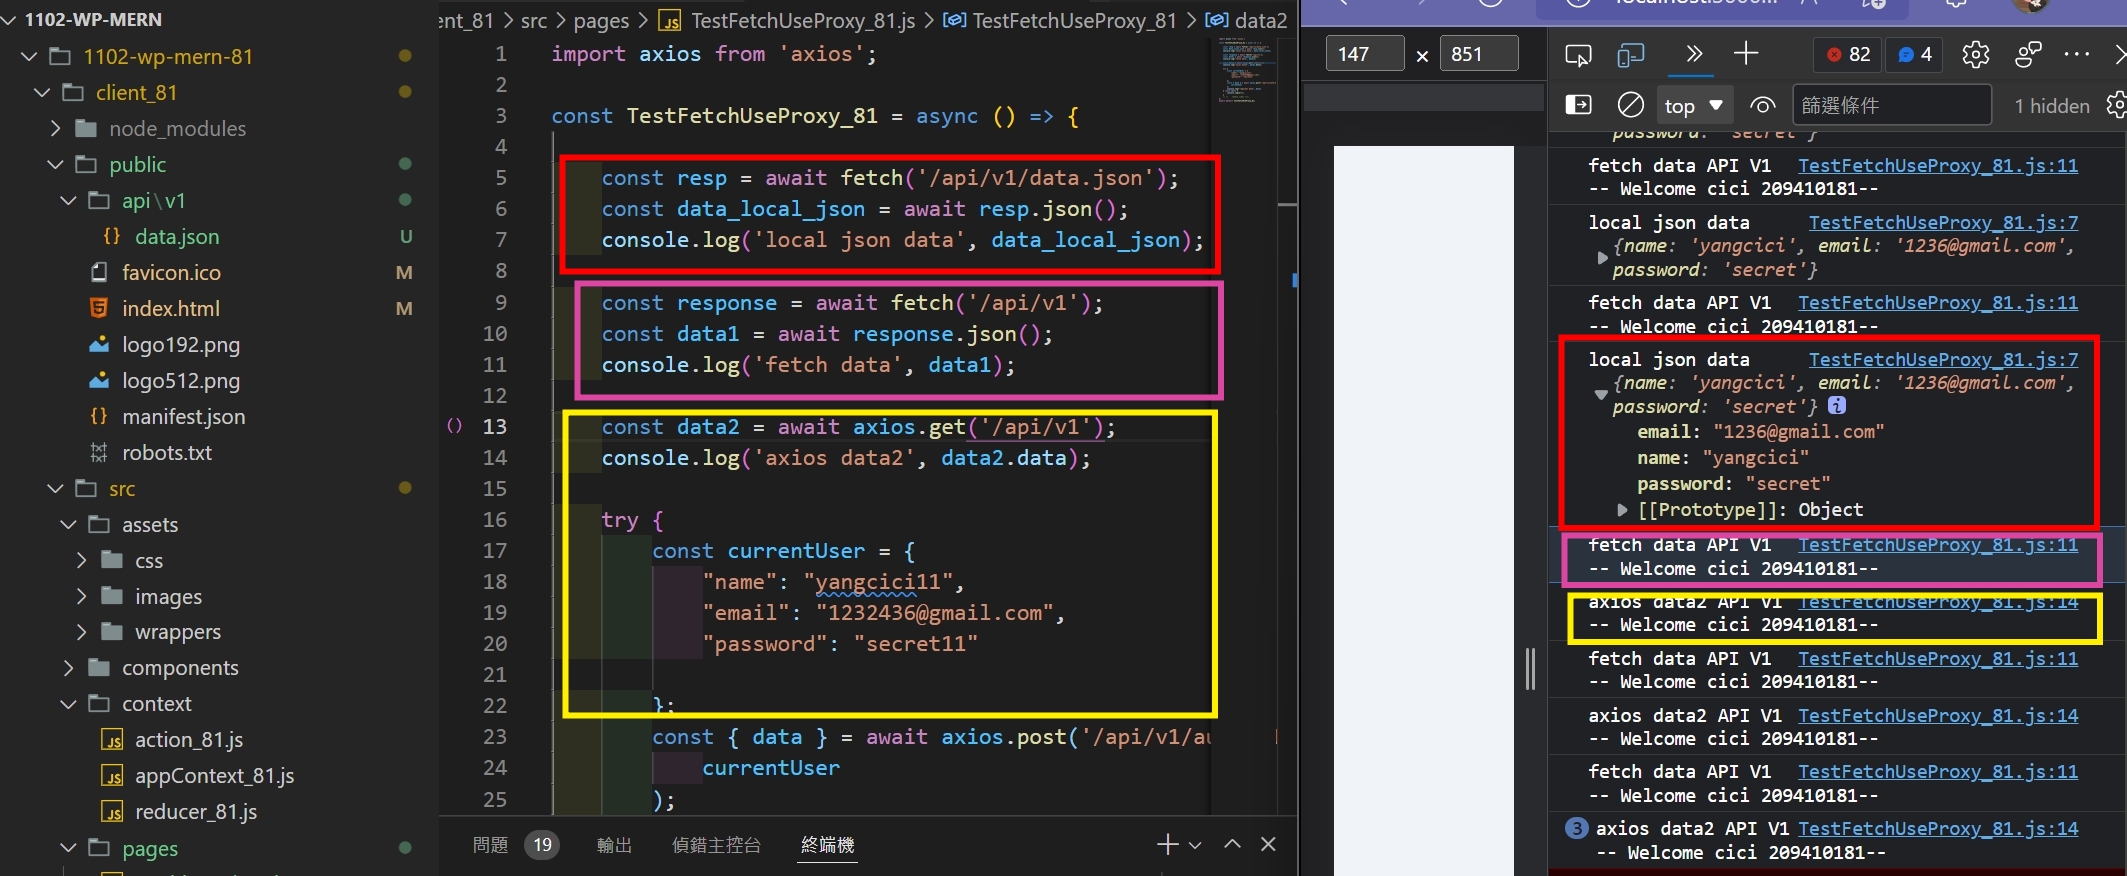 1102-WP-MERN
1102-wp-mern-81
client_81
node_modules
public
api\v1
{} data.json U
favicon.ico M
index.html M
logo192.png
logo512.png
{} manifest.json
robots.txt
src
assets
css
images
wrappers
components
context
JS action_81.js
JS appContext_81.js
JS reducer_81.js
pages
ent_81 > src > pages > JS TestFetchUseProxy_81.js > TestFetchUseProxy_81 > data2
1 import axios from 'axios';
2
3 const TestFetchUseProxy_81 = async () => {
4
5 const resp = await fetch('/api/v1/data.json');
6 const data_local_json = await resp.json();
7 console.log('local json data', data_local_json);
8
9 const response = await fetch('/api/v1');
10 const data1 = await response.json();
11 console.log('fetch data', data1);
12
13 const data2 = await axios.get('/api/v1');
14 console.log('axios data2', data2.data);
15
16 try {
17 const currentUser = {
18 "name": "yangcici11",
19 "email": "1232436@gmail.com",
20 "password": "secret11"
21
22 };
23 const { data } = await axios.post('/api/v1/au
24 currentUser
25 );
問題 19 輸出 偵錯主控台 終端機
147 × 851
82 4
top 篩選條件 1 hidden
password: 'secret'}
fetch data API V1 TestFetchUseProxy_81.js:11
-- Welcome cici 209410181--
local json data TestFetchUseProxy_81.js:7
{name: 'yangcici', email: '1236@gmail.com',
password: 'secret'}
fetch data API V1 TestFetchUseProxy_81.js:11
-- Welcome cici 209410181--
local json data TestFetchUseProxy_81.js:7
{name: 'yangcici', email: '1236@gmail.com',
password: 'secret'} i
email: "1236@gmail.com"
name: "yangcici"
password: "secret"
[[Prototype]]: Object
fetch data API V1 TestFetchUseProxy_81.js:11
-- Welcome cici 209410181--
axios data2 API V1 TestFetchUseProxy_81.js:14
-- Welcome cici 209410181--
fetch data API V1 TestFetchUseProxy_81.js:11
-- Welcome cici 209410181--
axios data2 API V1 TestFetchUseProxy_81.js:14
-- Welcome cici 209410181--
fetch data API V1 TestFetchUseProxy_81.js:11
-- Welcome cici 209410181--
3 axios data2 API V1 TestFetchUseProxy_81.js:14
-- Welcome cici 209410181--